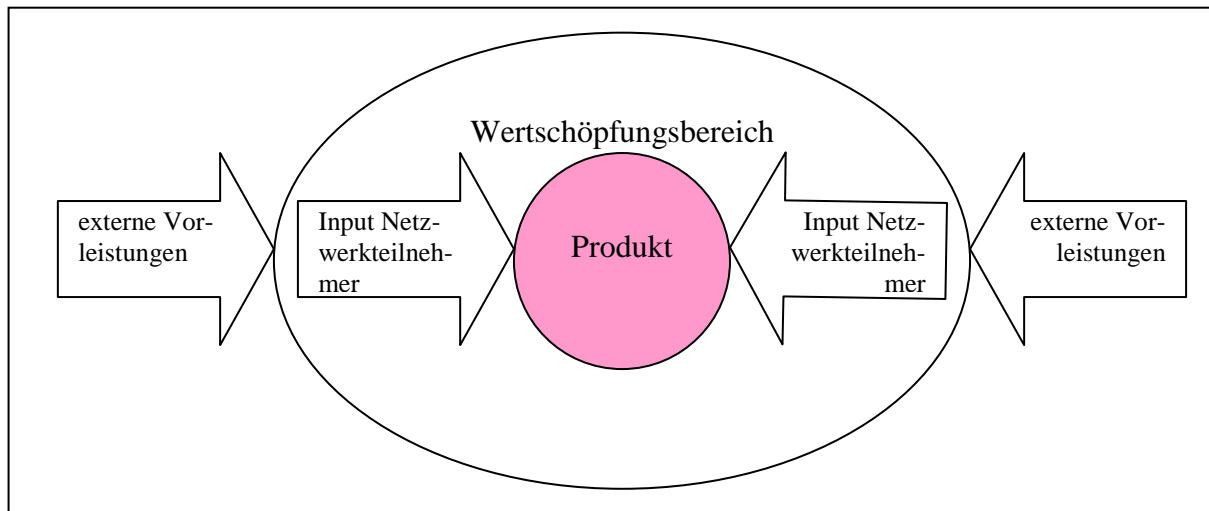 Wertschöpfungsbereich
externe Vor-
leistungen
Input Netz-
werkteilneh-
mer
Produkt
Input Netz-
werkteilneh-
mer
externe Vor-
leistungen